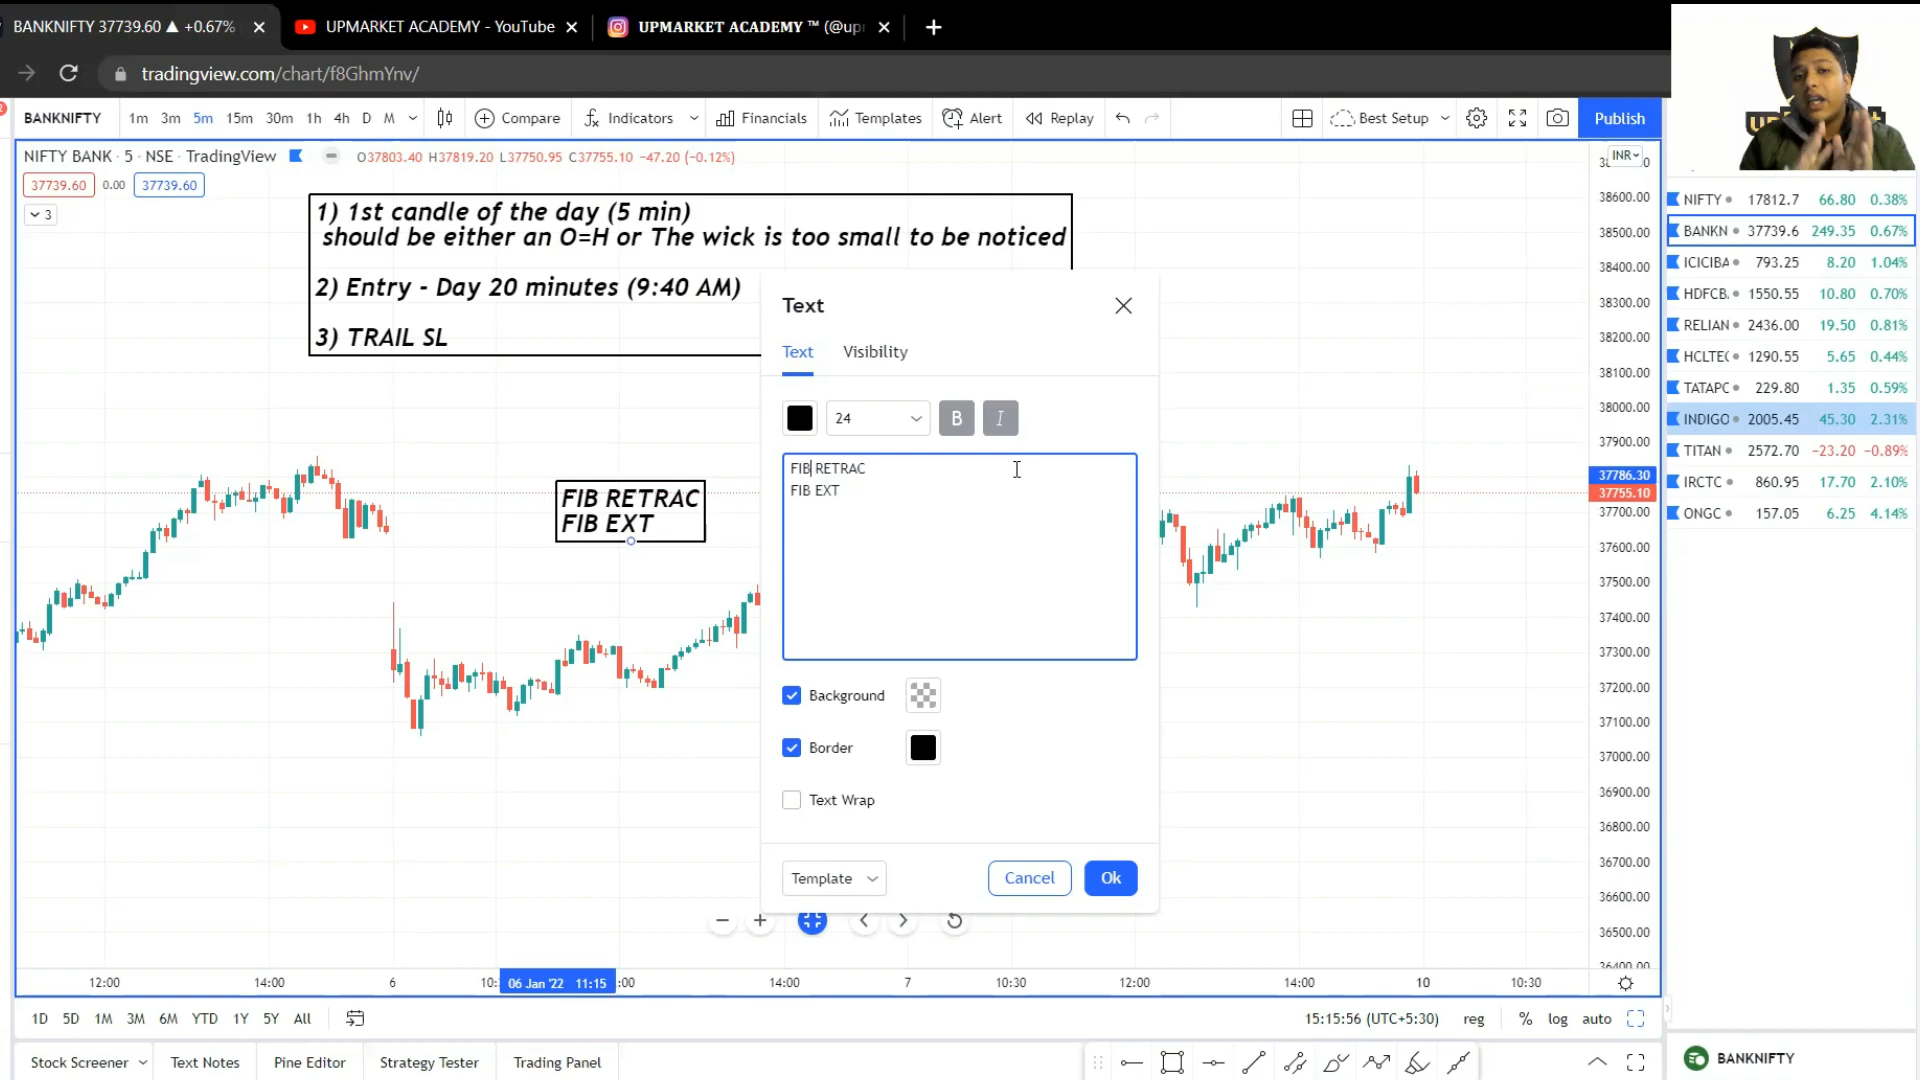 BANKNIFTY 37739.60 ▲ +0.67%
UPMARKET ACADEMY - YouTube
UPMARKET ACADEMY ™ (@up
tradingview.com/chart/f8GhmYnv/
BANKNIFTY 1m 3m 5m 15m 30m 1h 4h D M Compare Indicators Financials Templates Alert Replay Best Setup Publish
NIFTY BANK · 5 · NSE · TradingView O37803.40 H37819.20 L37750.95 C37755.10 −47.20 (−0.12%)
INR
37739.60 0.00 37739.60
3
1) 1st candle of the day (5 min)
should be either an O=H or The wick is too small to be noticed
2) Entry - Day 20 minutes (9:40 AM)
3) TRAIL SL
FIB RETRAC
FIB EXT
Text
Text Visibility
24 B I
FIB RETRAC
FIB EXT
Background
Border
Text Wrap
Template Cancel Ok
38600.00
38500.00
38400.00
38300.00
38200.00
38100.00
38000.00
37900.00
37786.30
37755.10
37700.00
37600.00
37500.00
37400.00
37300.00
37200.00
37100.00
37000.00
36900.00
36800.00
36700.00
36600.00
36500.00
36400.00
NIFTY 17812.7 66.80 0.38%
BANKN 37739.6 249.35 0.67%
ICICIBA 793.25 8.20 1.04%
HDFCB. 1550.55 10.80 0.70%
RELIAN 2436.00 19.50 0.81%
HCLTE 1290.55 5.65 0.44%
TATAPC 229.80 1.35 0.59%
INDIGO 2005.45 45.30 2.31%
TITAN 2572.70 −23.20 −0.89%
IRCTC 860.95 17.70 2.10%
ONGC 157.05 6.25 4.14%
12:00 14:00 6 10: 06 Jan '22 11:15 :00 14:00 7 10:30 12:00 14:00 10 10:30
1D 5D 1M 3M 6M YTD 1Y 5Y All 15:15:56 (UTC+5:30) reg % log auto
Stock Screener Text Notes Pine Editor Strategy Tester Trading Panel
BANKNIFTY